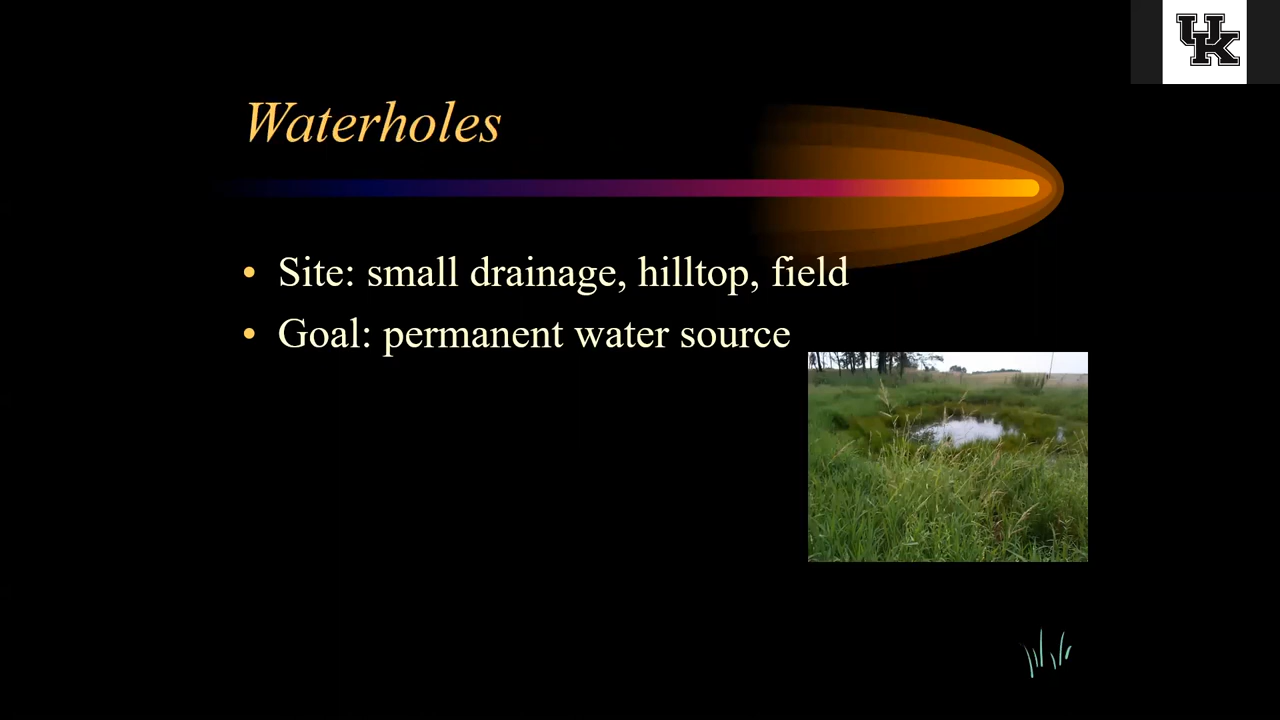 UK
Waterholes
• Site: small drainage, hilltop, field
• Goal: permanent water source